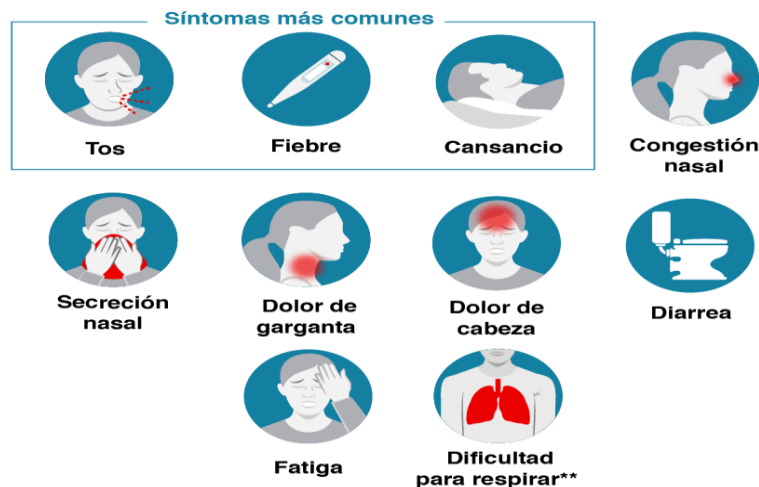 Síntomas más comunes
Tos
Fiebre
Cansancio
Congestión
nasal
Secreción
nasal
Dolor de
garganta
Dolor de
cabeza
Diarrea
Fatiga
Dificultad
para respirar**